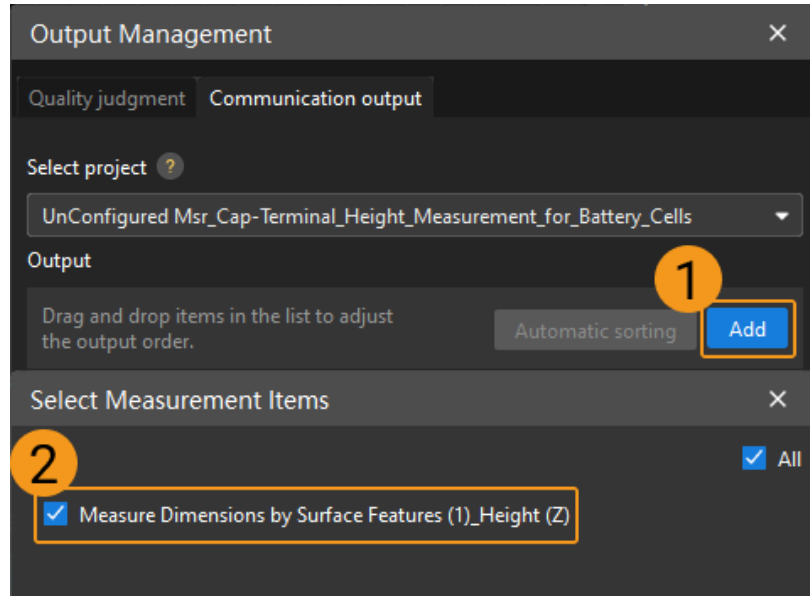 Output Management
Quality judgment Communication output
Select project ?
UnConfigured Msr_Cap-Terminal_Height_Measurement_for_Battery_Cells
Output
1
Drag and drop items in the list to adjust
the output order.
Automatic sorting Add
Select Measurement Items
2
All
Measure Dimensions by Surface Features (1)_Height (Z)